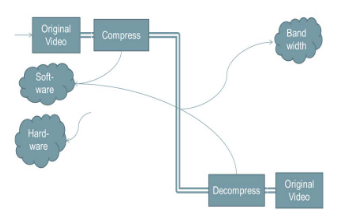 Original
Video
Compress
Band
width
Soft-
ware
Hard-
ware
Decompress
Original
Video